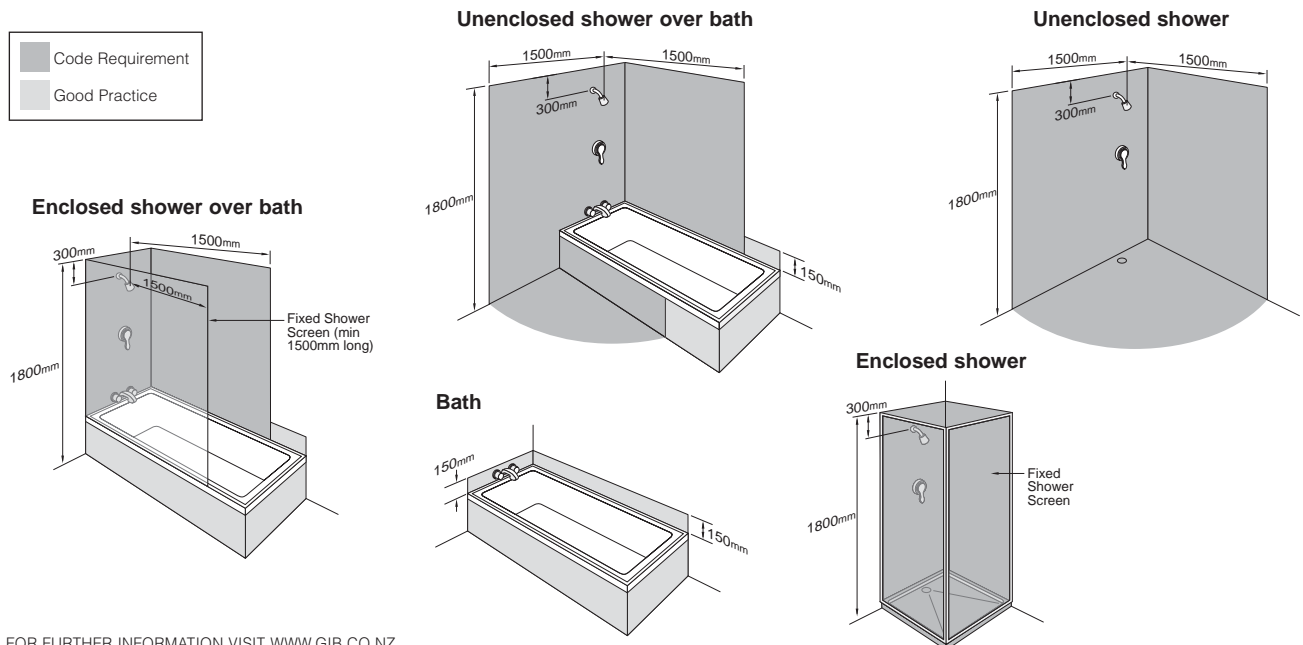 Code Requirement
Good Practice
Unenclosed shower over bath
1500mm
1500mm
300mm
1800mm
150mm
Unenclosed shower
1500mm
1500mm
300mm
1800mm
Enclosed shower over bath
300mm
1500mm
1500mm
1800mm
Fixed Shower
Screen (min
1500mm long)
Bath
150mm
150mm
Enclosed shower
300mm
1800mm
Fixed
Shower
Screen
FOR FURTHER INFORMATION VISIT WWW.GIB.CO.NZ